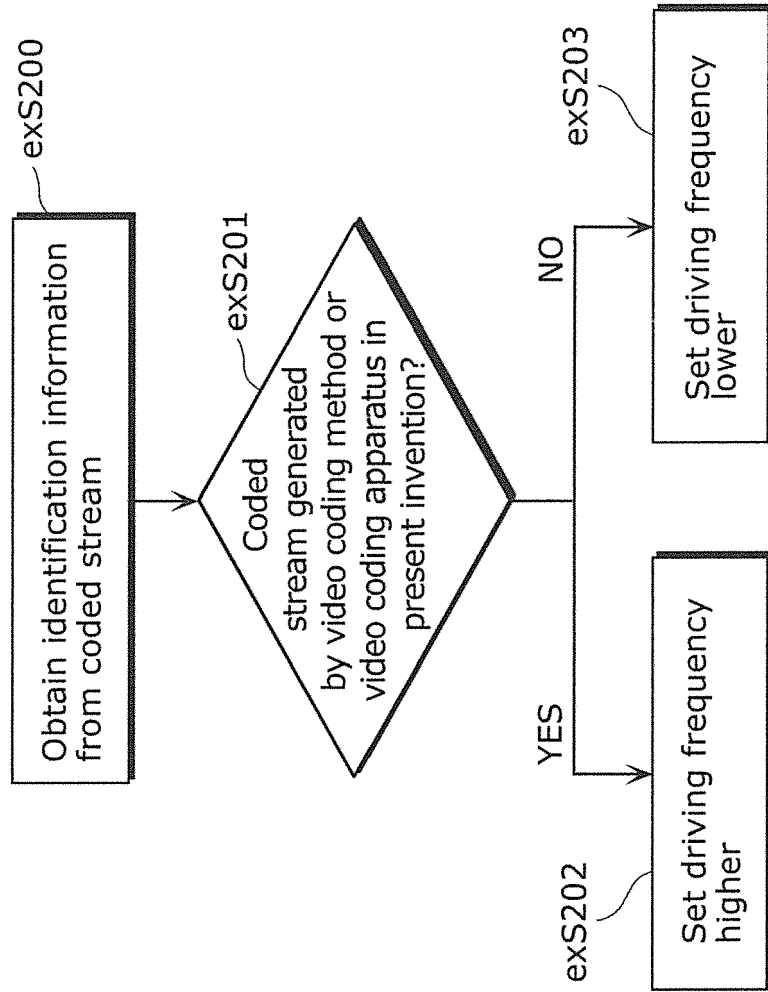 exS200
Obtain identification information
from coded stream
exS201
Coded
stream generated
by video coding method or
video coding apparatus in
present invention?
YES
NO
exS202
Set driving frequency
higher
exS203
Set driving frequency
lower